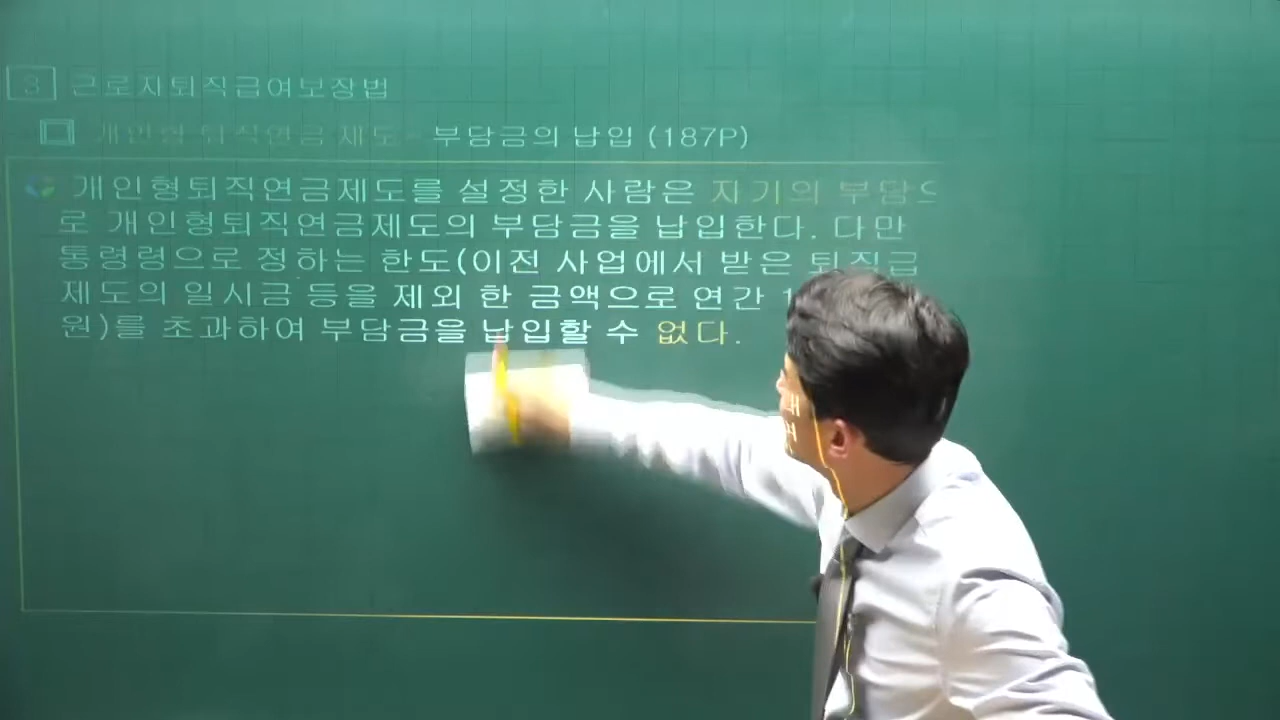 3 근로자퇴직급여보장법
개인형 퇴직연금 제도 - 부담금의 납입 (187P)
개인형퇴직연금제도를 설정한 사람은 자기의 부담으
로 개인형퇴직연금제도의 부담금을 납입한다. 다만
통령령으로 정하는 한도(이전 사업에서 받은 퇴직급
제도의 일시금 등을 제외 한 금액으로 연간 1
원)를 초과하여 부담금을 납입할 수 없다.